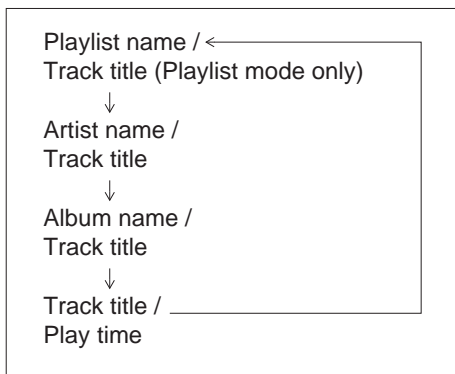 Playlist name /
Track title (Playlist mode only)
Artist name /
Track title
Album name /
Track title
Track title /
Play time